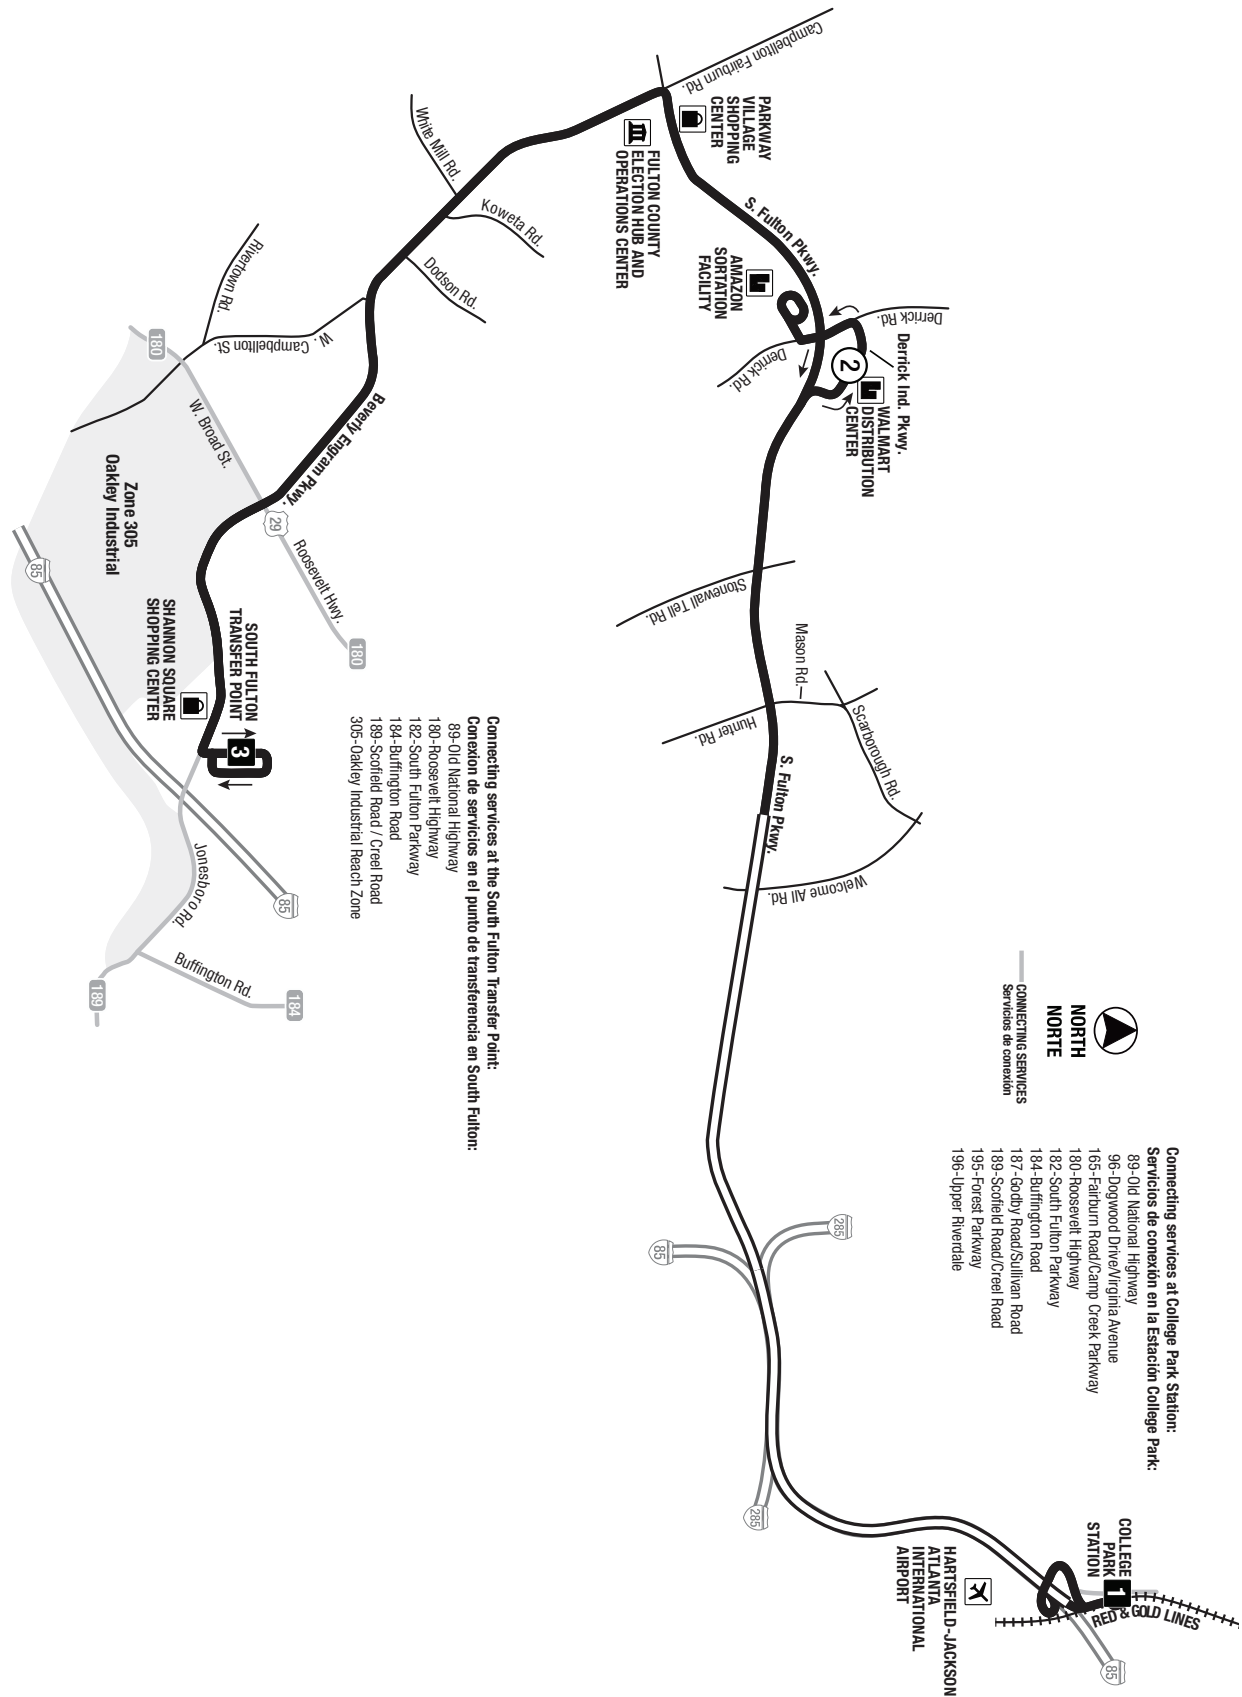 Campbellton Fairburn Rd.
PARKWAY
VILLAGE
SHOPPING
CENTER
FULTON COUNTY
ELECTION HUB AND
OPERATIONS CENTER
White Mill Rd.
Koweta Rd.
Dodson Rd.
Rivertown Rd.
W. Campbellton St.
180
W. Broad St.
Beverly Engram Pkwy.
29
Roosevelt Hwy.
180
Zone 305
Oakley Industrial
85
SHANNON SQUARE
SHOPPING CENTER
SOUTH FULTON
TRANSFER POINT
3
85
Jonesboro Rd.
Buffington Rd.
189
184
S. Fulton Pkwy.
AMAZON
SORTATION
FACILITY
Derrick Rd.
Derrick Rd.
Derrick Ind. Pkwy.
2
WALMART
DISTRIBUTION
CENTER
Stonewall Tell Rd.
Mason Rd.
Hunter Rd.
Scarborough Rd.
S. Fulton Pkwy.
Welcome All Rd.
Connecting services at the South Fulton Transfer Point:
Conexion de servicios en el punto de transferencia en South Fulton:
89-Old National Highway
180-Roosevelt Highway
182-South Fulton Parkway
184-Buffington Road
189-Scofield Road / Creel Road
305-Oakley Industrial Reach Zone
NORTH
NORTE
CONNECTING SERVICES
Servicios de conexión
Connecting services at College Park Station:
Servicios de conexión en la Estación College Park:
89-Old National Highway
96-Dogwood Drive/Virginia Avenue
165-Fairburn Road/Camp Creek Parkway
180-Roosevelt Highway
182-South Fulton Parkway
184-Buffington Road
187-Godby Road/Sullivan Road
189-Scofield Road/Creel Road
195-Forest Parkway
196-Upper Riverdale
285
85
285
COLLEGE
PARK
STATION
1
RED & GOLD LINES
HARTSFIELD-JACKSON
ATLANTA
INTERNATIONAL
AIRPORT
85